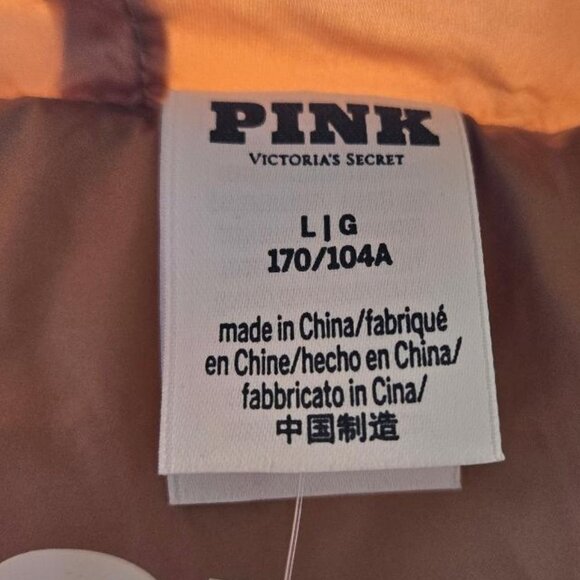 PINK
VICTORIA'S SECRET
L|G
170/104A
made in China/fabriqué
en Chine/hecho en China/
fabbricato in Cina/
中国制造